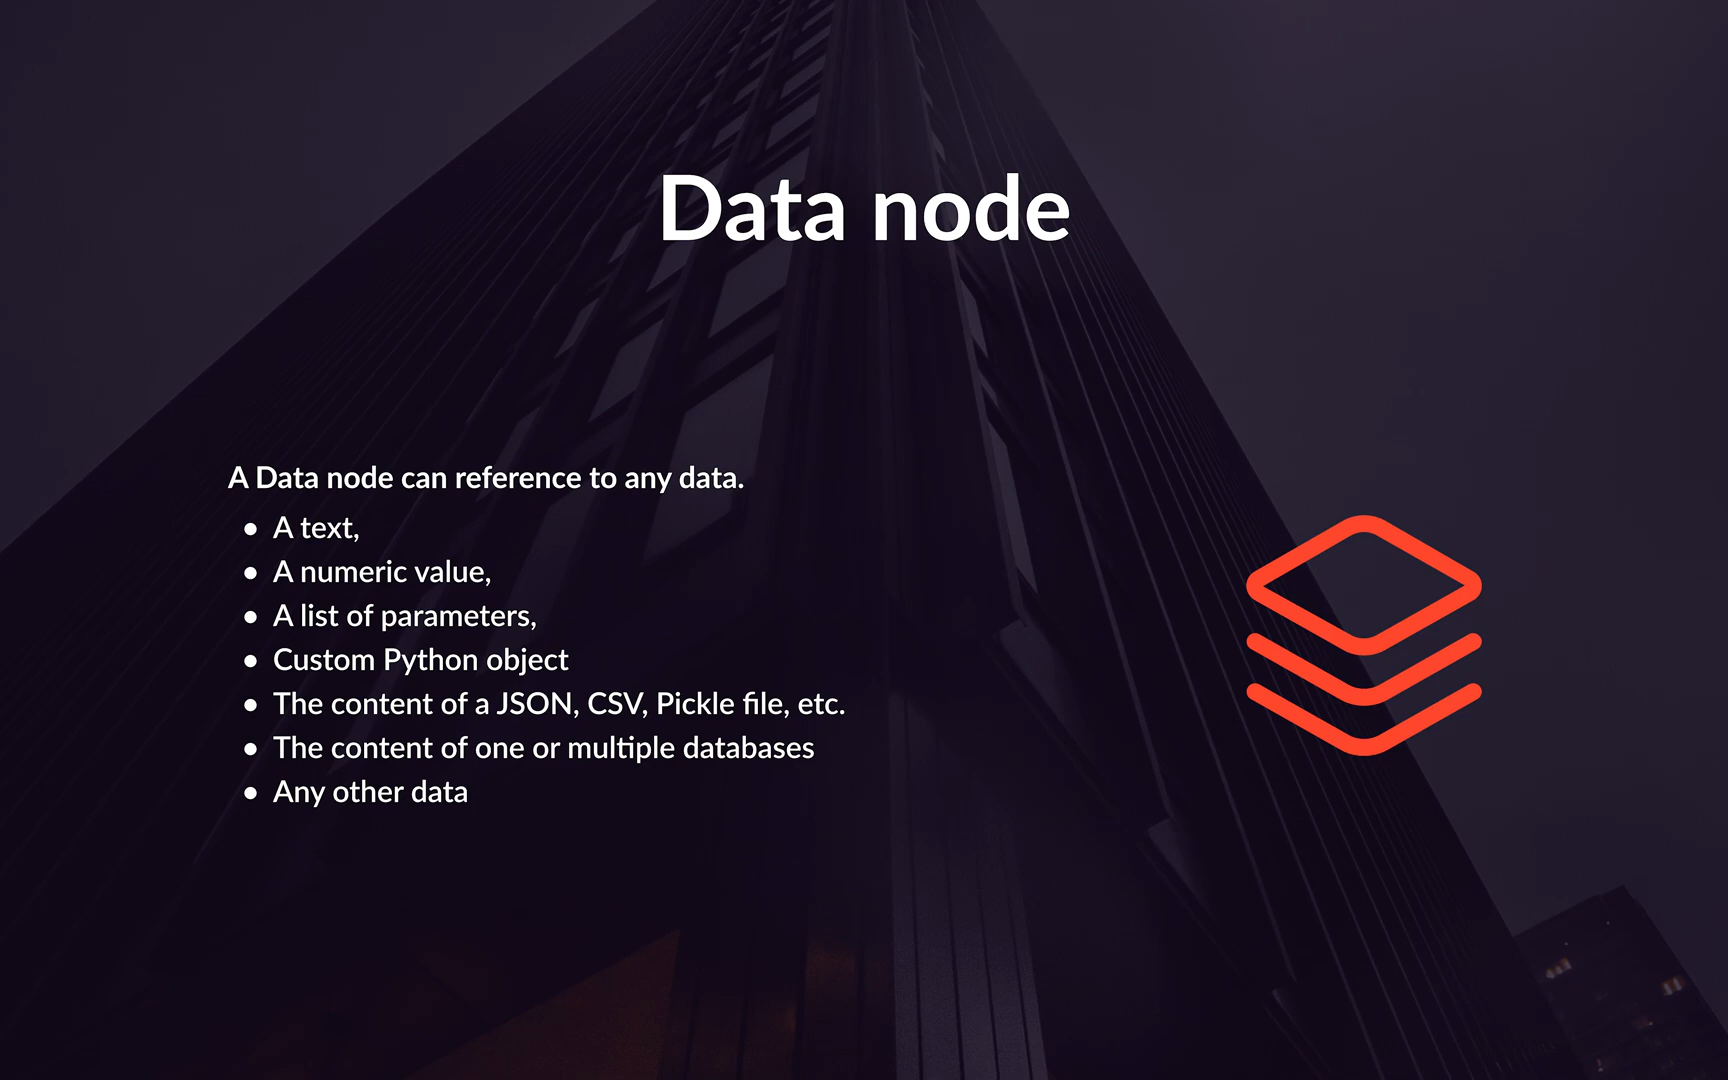 Data node
A Data node can reference to any data.
• A text,
• A numeric value,
• A list of parameters,
• Custom Python object
• The content of a JSON, CSV, Pickle file, etc.
• The content of one or multiple databases
• Any other data